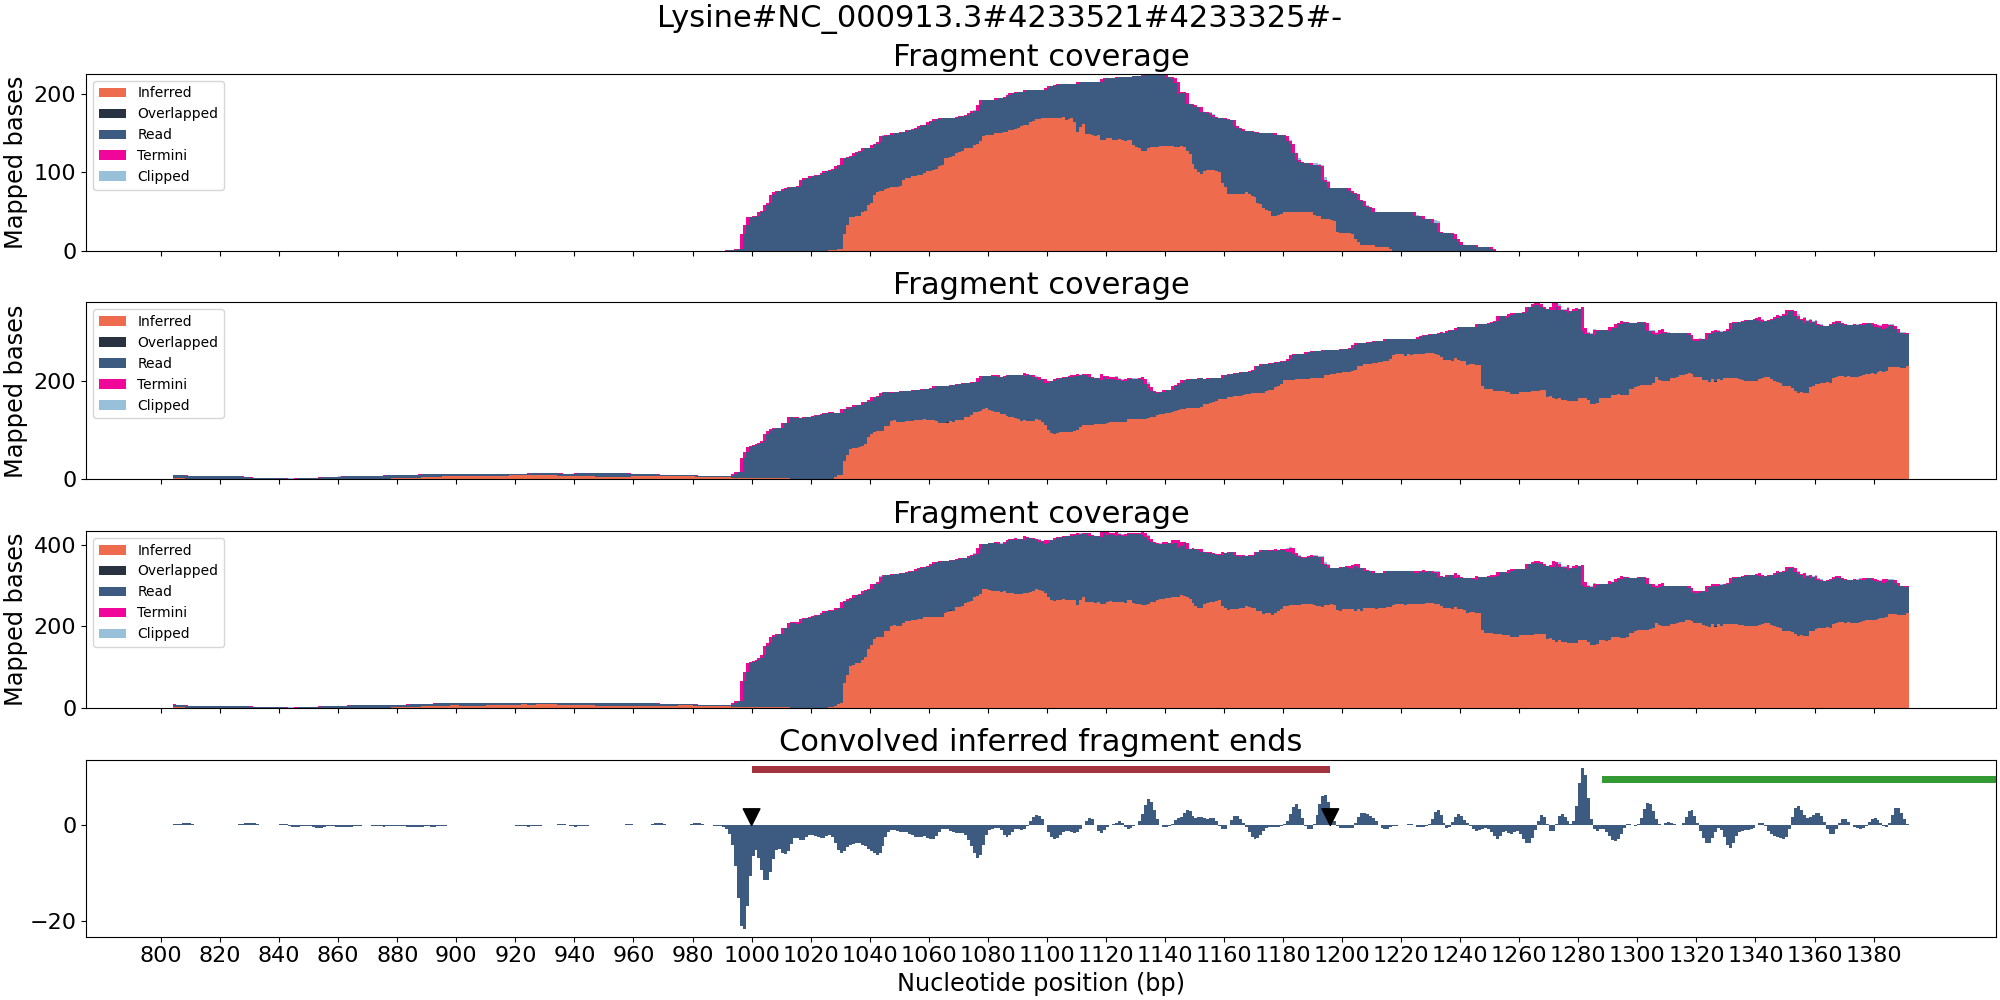 Lysine#NC_000913.3#4233521#4233325#-
Fragment coverage
Mapped bases
200
100
0
Inferred
Overlapped
Read
Termini
Clipped
Fragment coverage
Mapped bases
200
0
Inferred
Overlapped
Read
Termini
Clipped
Fragment coverage
Mapped bases
400
200
0
Inferred
Overlapped
Read
Termini
Clipped
Convolved inferred fragment ends
0
−20
800 820 840 860 880 900 920 940 960 980 1000 1020 1040 1060 1080 1100 1120 1140 1160 1180 1200 1220 1240 1260 1280 1300 1320 1340 1360 1380
Nucleotide position (bp)